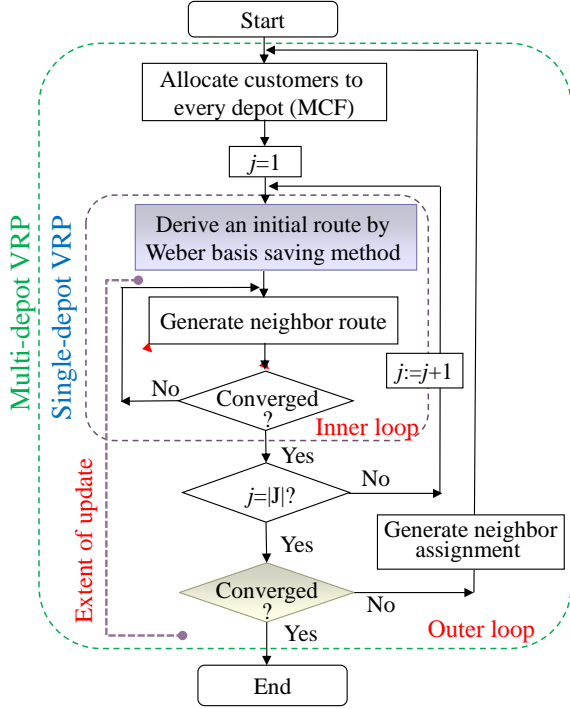 Start
Allocate customers to
every depot (MCF)
j=1
Derive an initial route by
Weber basis saving method
Generate neighbor route
j:=j+1
No
Converged
?
Inner loop
Yes
j=|J|?
No
Generate neighbor
assignment
Yes
Converged
?
No
Yes
Outer loop
End
Multi-depot VRP
Single-depot VRP
Extent of update